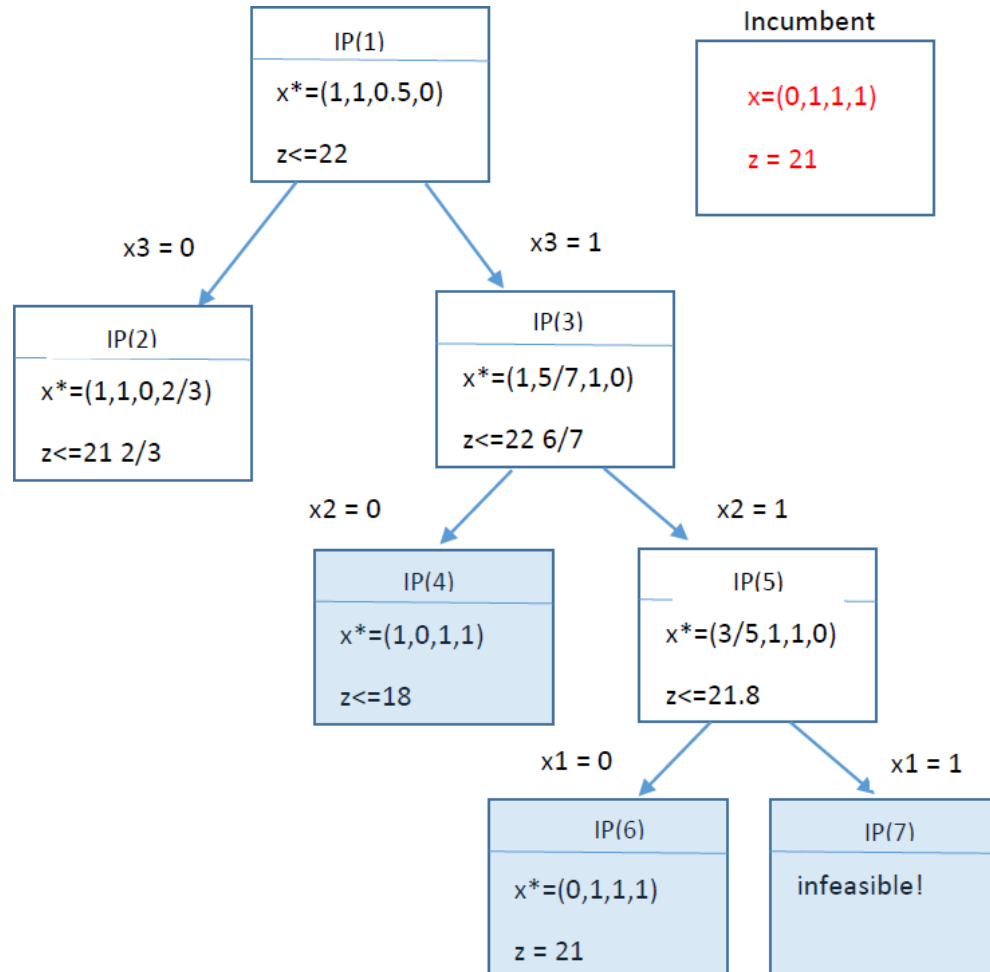 IP(1)
x*=(1,1,0.5,0)
z<=22
Incumbent
x=(0,1,1,1)
z = 21
x3 = 0
x3 = 1
IP(2)
x*=(1,1,0,2/3)
z<=21 2/3
IP(3)
x*=(1,5/7,1,0)
z<=22 6/7
x2 = 0
x2 = 1
IP(4)
x*=(1,0,1,1)
z<=18
IP(5)
x*=(3/5,1,1,0)
z<=21.8
x1 = 0
x1 = 1
IP(6)
x*=(0,1,1,1)
z = 21
IP(7)
infeasible!